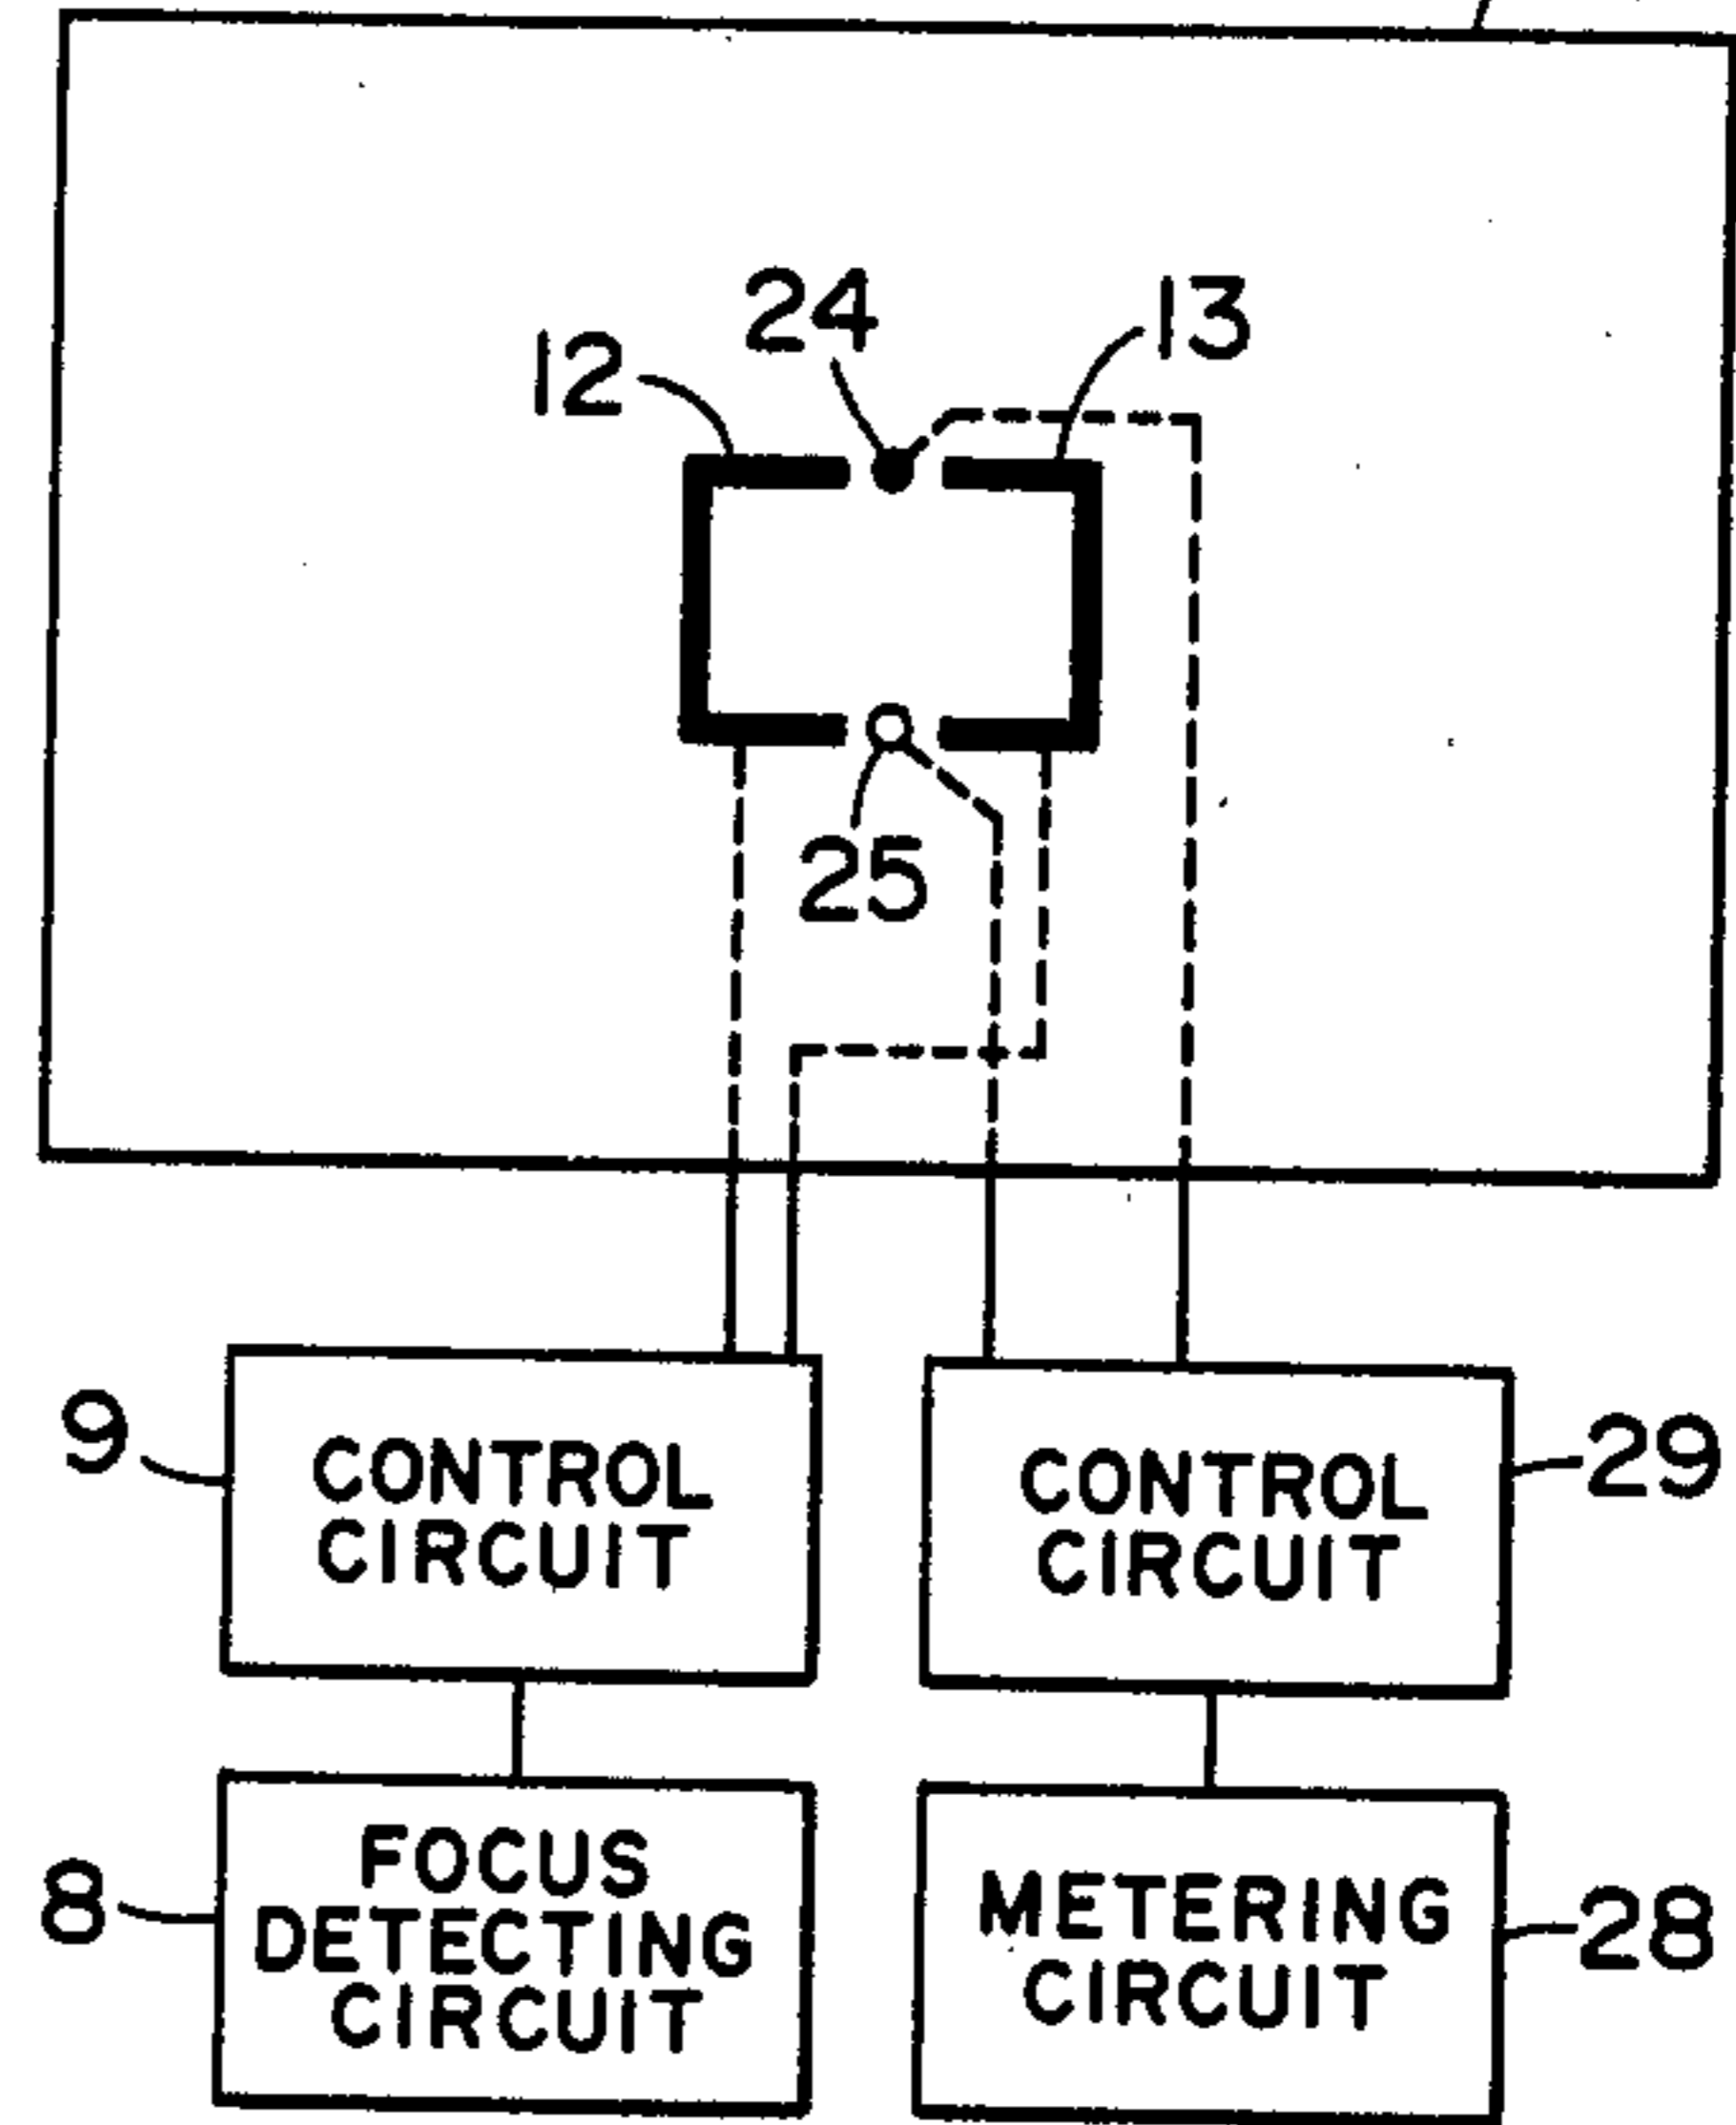 24
13
12
25
9
CONTROL
CIRCUIT
CONTROL
CIRCUIT
29
8
FOCUS
DETECTING
CIRCUIT
METERING
CIRCUIT
28